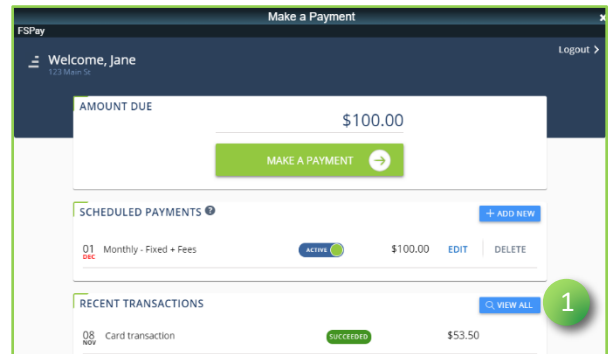 Make a Payment x
FSPay
Logout >
Welcome, Jane
123 Main St
AMOUNT DUE
$100.00
MAKE A PAYMENT
SCHEDULED PAYMENTS ?
+ ADD NEW
01 DEC Monthly - Fixed + Fees ACTIVE $100.00 EDIT DELETE
RECENT TRANSACTIONS
VIEW ALL
1
08 NOV Card transaction SUCCEEDED $53.50